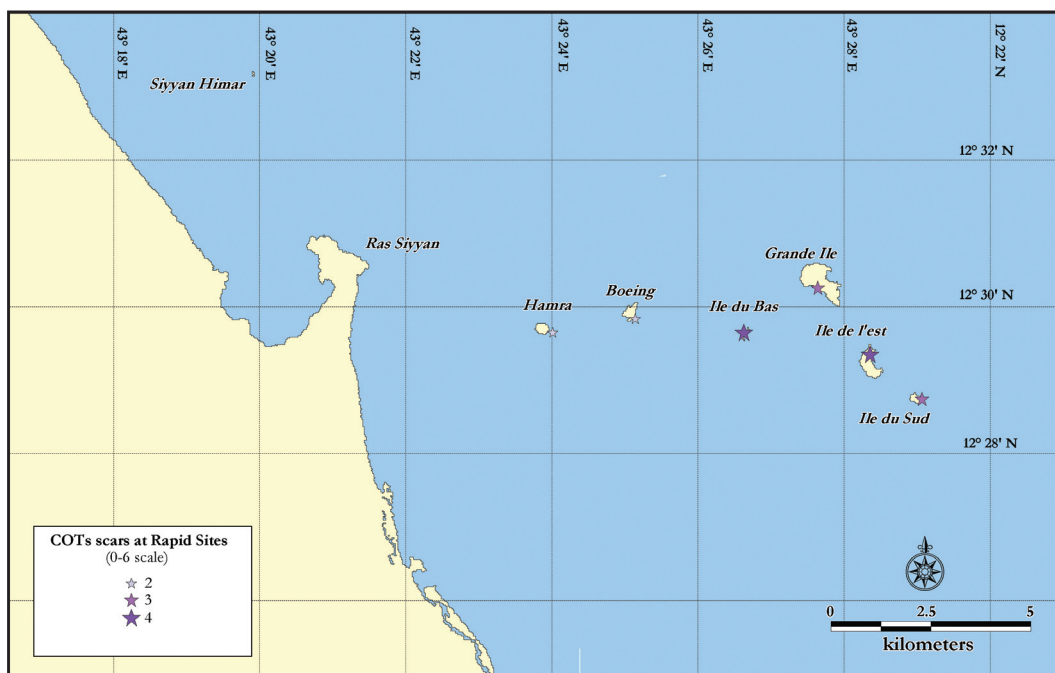 43° 18' E
43° 20' E
43° 22' E
43° 24' E
43° 26' E
43° 28' E
12° 22' N
Siyyan Himar
12° 32' N
Ras Siyyan
Grande Ile
Hamra
Boeing
Ile du Bas
12° 30' N
Ile de l'est
Ile du Sud
12° 28' N
COTs scars at Rapid Sites
(0-6 scale)
2
3
4
0 2.5 5
kilometers